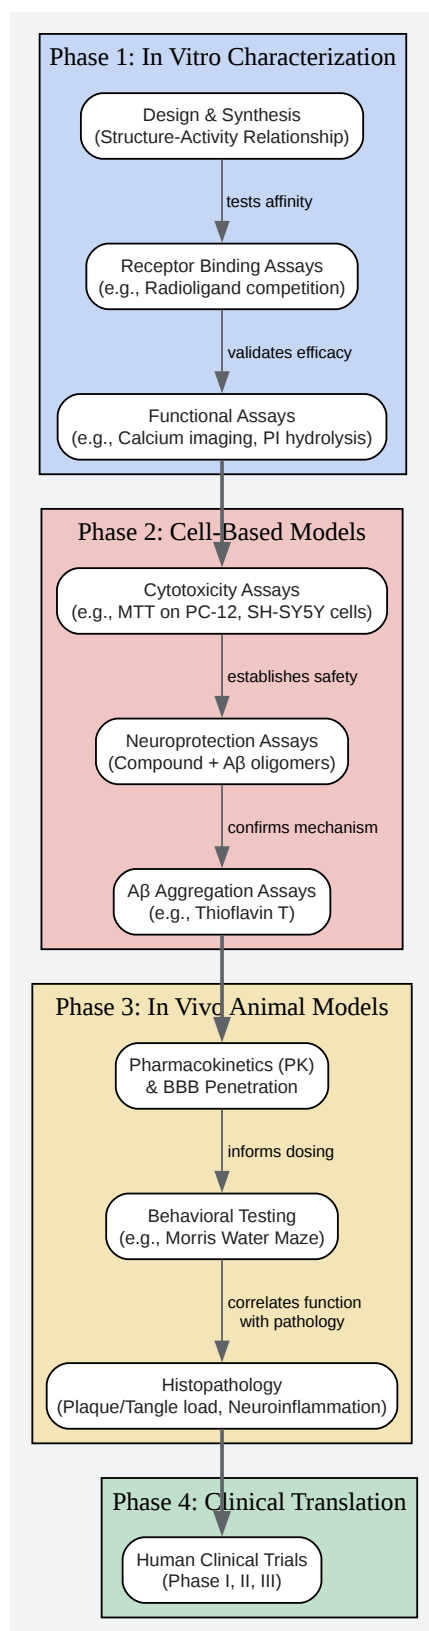 Phase 1: In Vitro Characterization
Design & Synthesis
(Structure-Activity Relationship)
tests affinity
Receptor Binding Assays
(e.g., Radioligand competition)
validates efficacy
Functional Assays
(e.g., Calcium imaging, PI hydrolysis)
Phase 2: Cell-Based Models
Cytotoxicity Assays
(e.g., MTT on PC-12, SH-SY5Y cells)
establishes safety
Neuroprotection Assays
(Compound + Aβ oligomers)
confirms mechanism
Aβ Aggregation Assays
(e.g., Thioflavin T)
Phase 3: In Vivo Animal Models
Pharmacokinetics (PK)
& BBB Penetration
informs dosing
Behavioral Testing
(e.g., Morris Water Maze)
correlates function
with pathology
Histopathology
(Plaque/Tangle load, Neuroinflammation)
Phase 4: Clinical Translation
Human Clinical Trials
(Phase I, II, III)